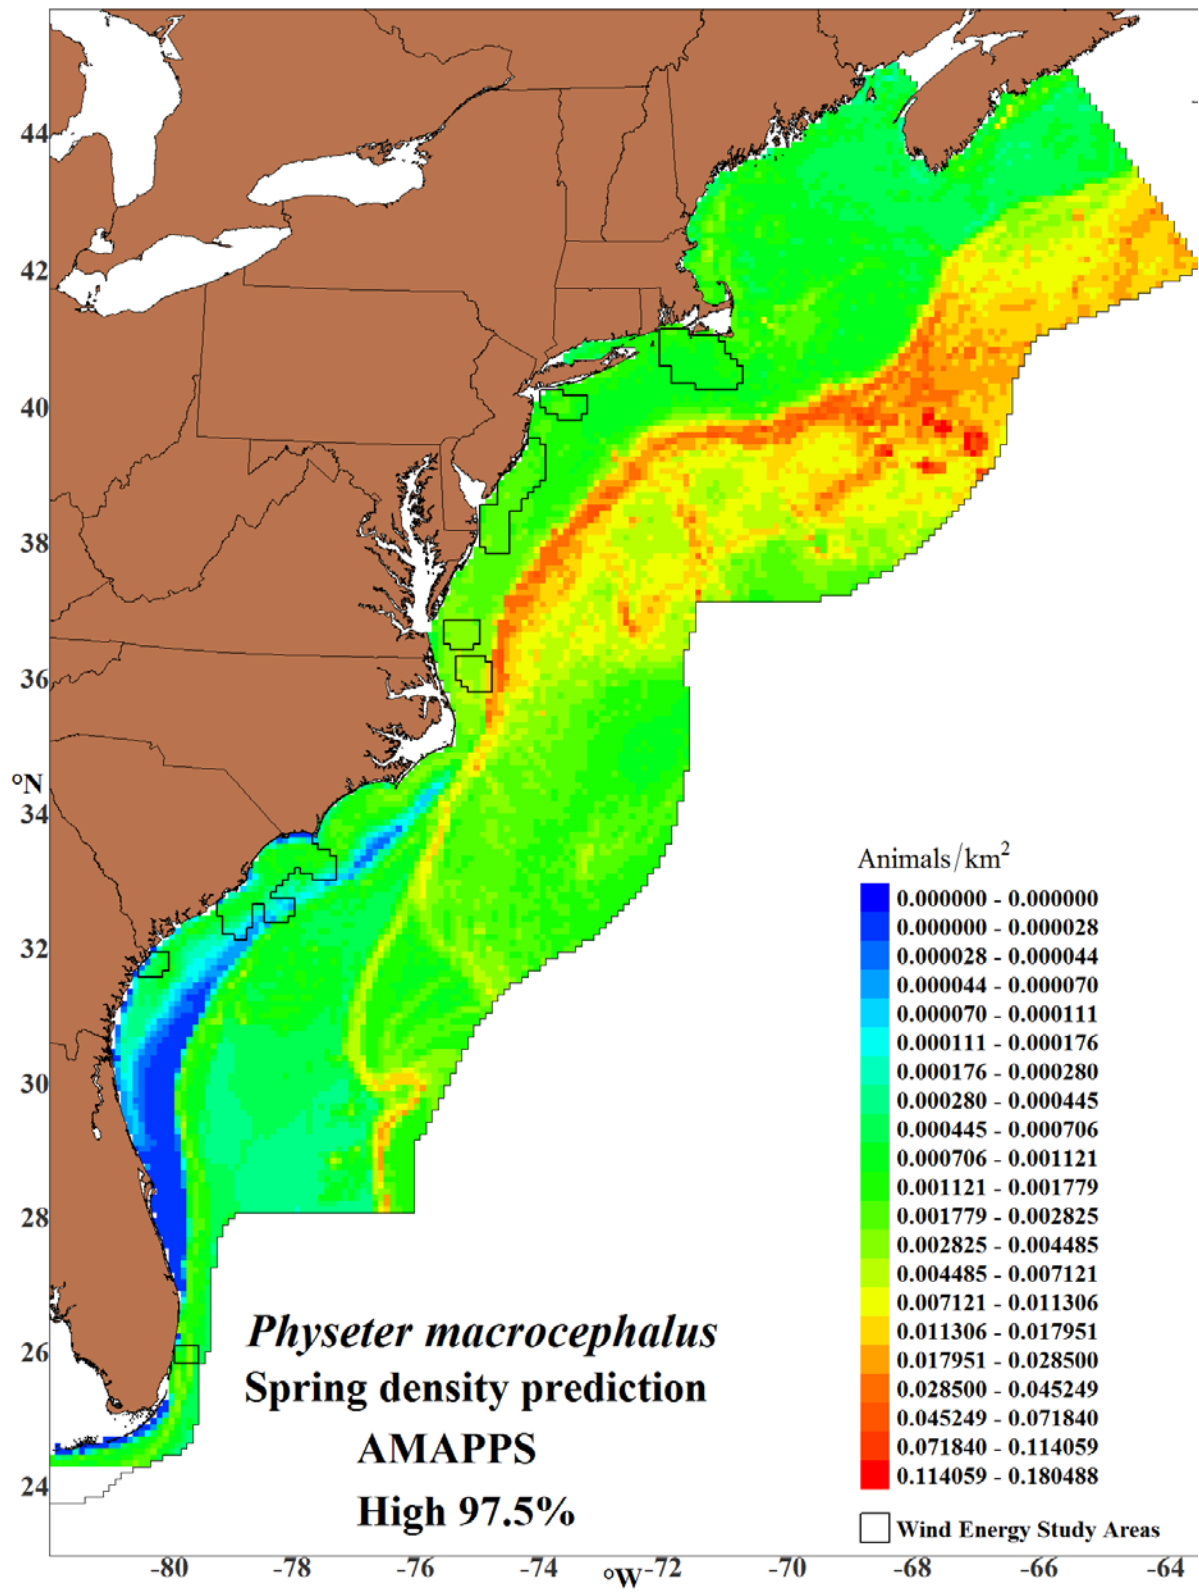 44
42
40
38
36
°N
34
32
30
28
26
24
Animals/km²
0.000000 - 0.000000
0.000000 - 0.000028
0.000028 - 0.000044
0.000044 - 0.000070
0.000070 - 0.000111
0.000111 - 0.000176
0.000176 - 0.000280
0.000280 - 0.000445
0.000445 - 0.000706
0.000706 - 0.001121
0.001121 - 0.001779
0.001779 - 0.002825
0.002825 - 0.004485
0.004485 - 0.007121
0.007121 - 0.011306
0.011306 - 0.017951
0.017951 - 0.028500
0.028500 - 0.045249
0.045249 - 0.071840
0.071840 - 0.114059
0.114059 - 0.180488
Wind Energy Study Areas
Physeter macrocephalus
Spring density prediction
AMAPPS
High 97.5%
-80 -78 -76 -74 °W -72 -70 -68 -66 -64